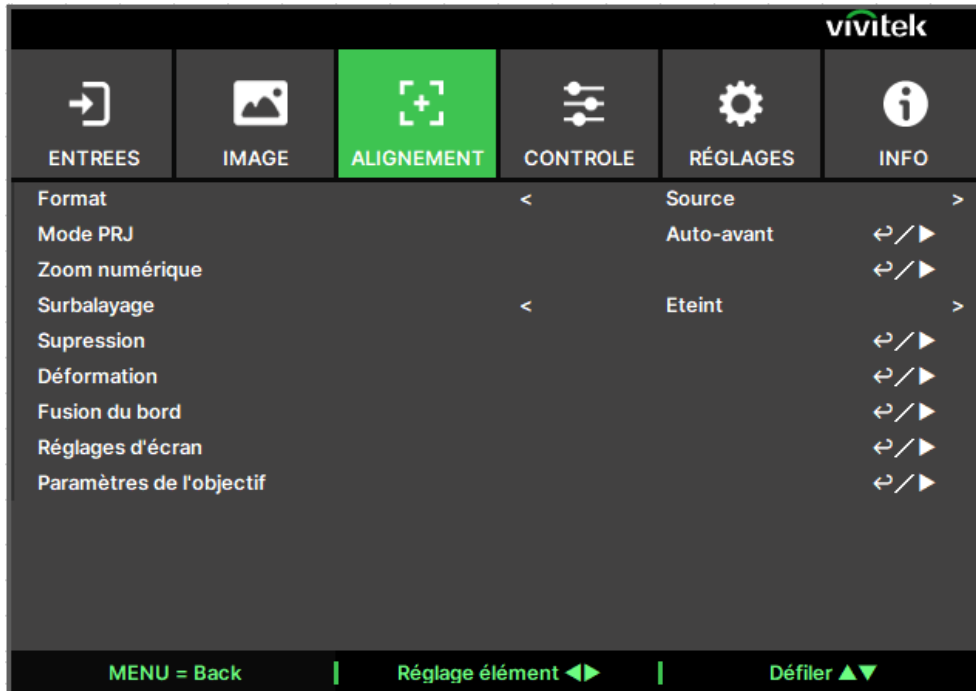 vivitek
ENTREES IMAGE ALIGNEMENT CONTROLE RÉGLAGES INFO
Format < Source >
Mode PRJ Auto-avant ↩/▶
Zoom numérique ↩/▶
Surbalayage < Eteint >
Supression ↩/▶
Déformation ↩/▶
Fusion du bord ↩/▶
Réglages d'écran ↩/▶
Paramètres de l'objectif ↩/▶
MENU = Back | Réglage élément ◀▶ | Défiler ▲▼